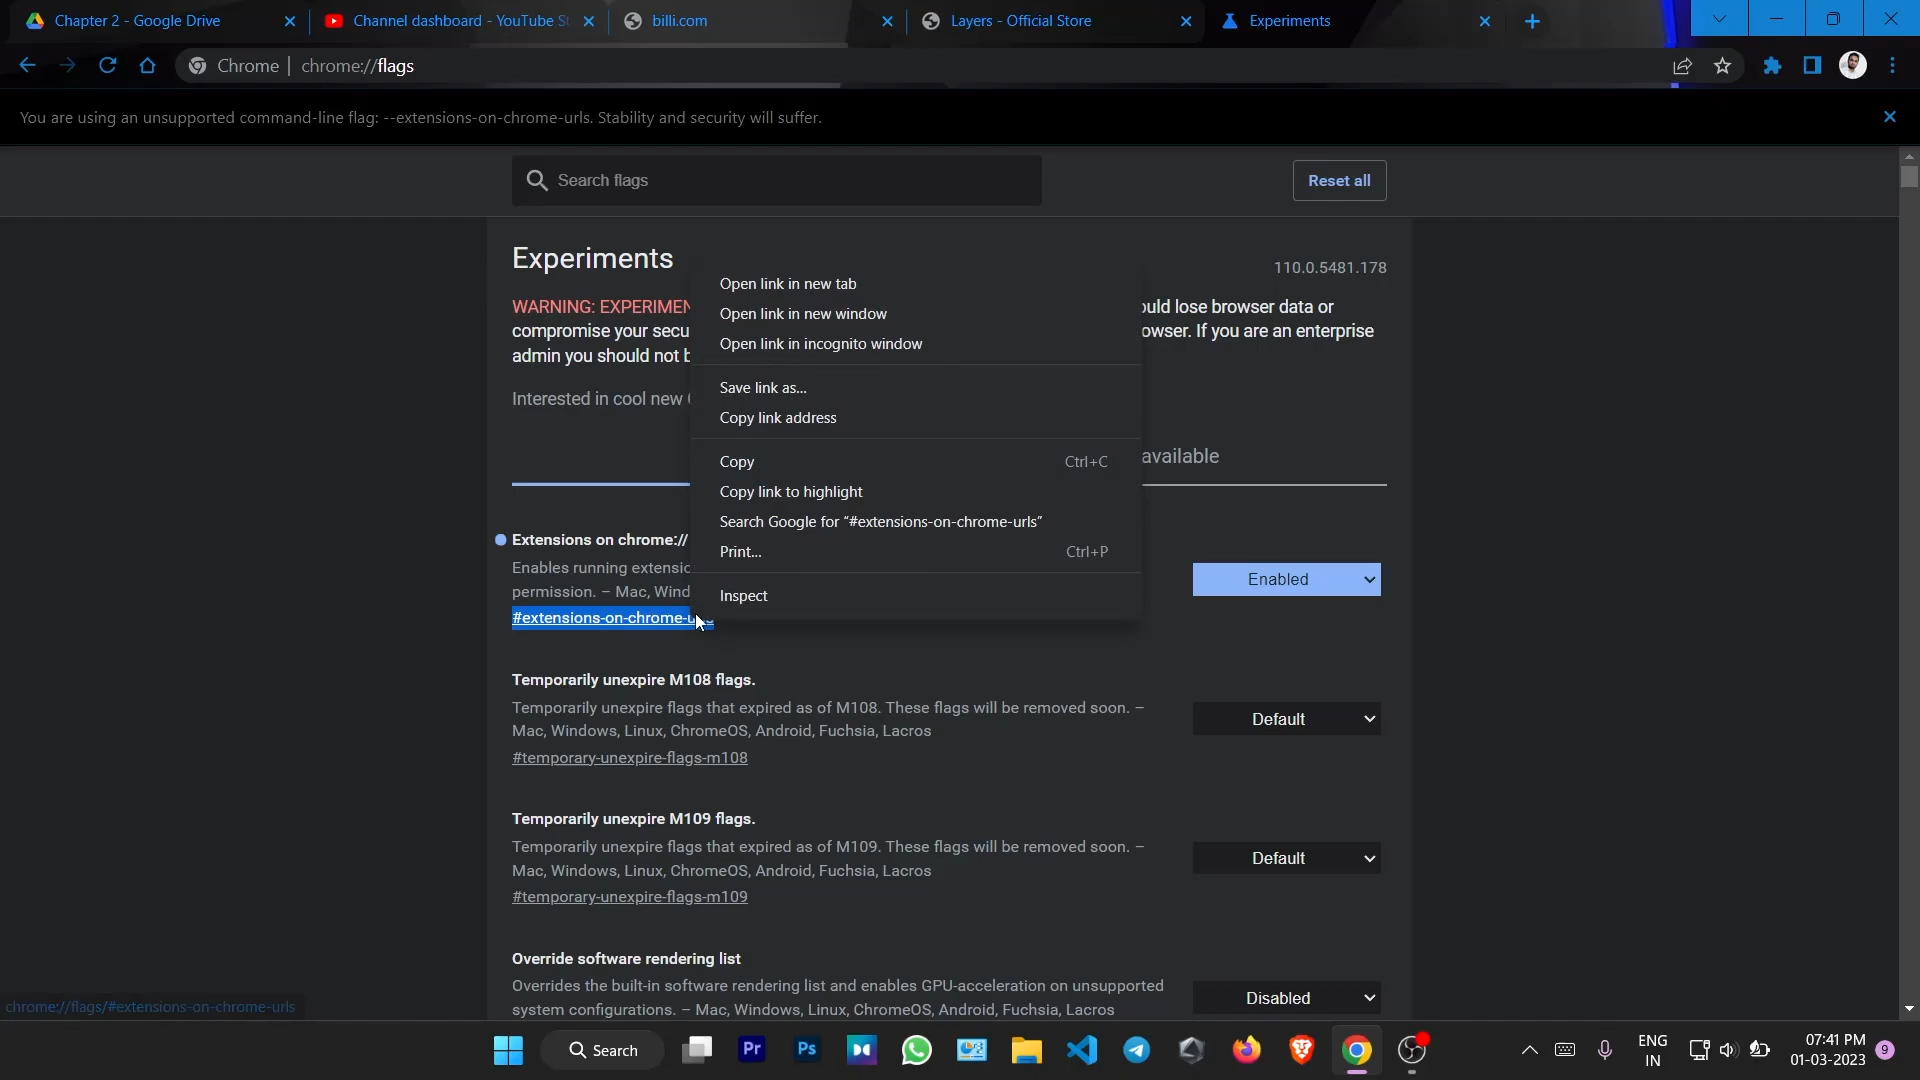 Chapter 2 - Google Drive
Channel dashboard - YouTube St
billi.com
Layers - Official Store
Experiments
Chrome | chrome://flags
You are using an unsupported command-line flag: --extensions-on-chrome-urls. Stability and security will suffer.
Search flags
Reset all
Experiments
110.0.5481.178
WARNING: EXPERIMEN
ould lose browser data or
compromise your secu
owser. If you are an enterprise
admin you should not b
Interested in cool new
available
Open link in new tab
Open link in new window
Open link in incognito window
Save link as...
Copy link address
Copy Ctrl+C
Copy link to highlight
Search Google for “#extensions-on-chrome-urls”
Print... Ctrl+P
Inspect
Extensions on chrome://
Enables running extensio
permission. – Mac, Wind
#extensions-on-chrome-u
Enabled
Temporarily unexpire M108 flags.
Temporarily unexpire flags that expired as of M108. These flags will be removed soon. –
Mac, Windows, Linux, ChromeOS, Android, Fuchsia, Lacros
#temporary-unexpire-flags-m108
Default
Temporarily unexpire M109 flags.
Temporarily unexpire flags that expired as of M109. These flags will be removed soon. –
Mac, Windows, Linux, ChromeOS, Android, Fuchsia, Lacros
#temporary-unexpire-flags-m109
Default
Override software rendering list
Overrides the built-in software rendering list and enables GPU-acceleration on unsupported
system configurations. – Mac, Windows, Linux, ChromeOS, Android, Fuchsia, Lacros
Disabled
chrome://flags/#extensions-on-chrome-urls
Search
Pr
Ps
ENG
IN
07:41 PM
01-03-2023
9